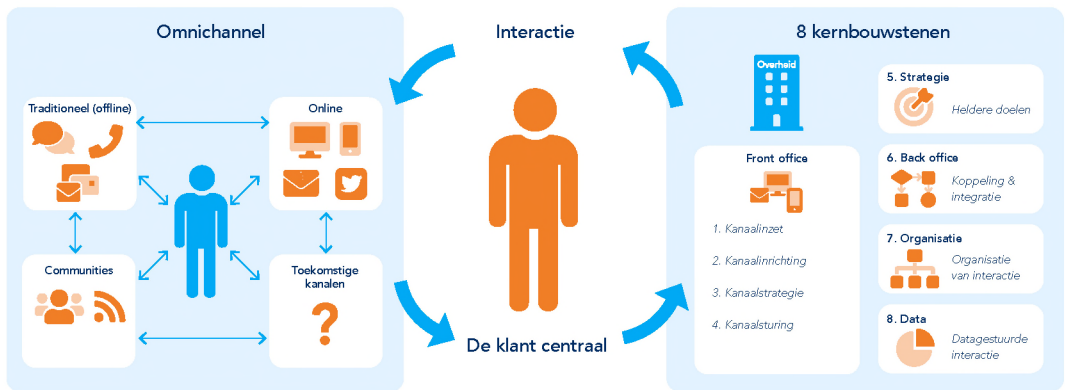 Omnichannel
Traditioneel (offline)
Online
Communities
Toekomstige
kanalen
?
Interactie
De klant centraal
8 kernbouwstenen
Overheid
Front office
1. Kanaalinzet
2. Kanaalinrichting
3. Kanaalstrategie
4. Kanaalsturing
5. Strategie
Heldere doelen
6. Back office
Koppeling &
integratie
7. Organisatie
Organisatie
van interactie
8. Data
Datagestuurde
interactie